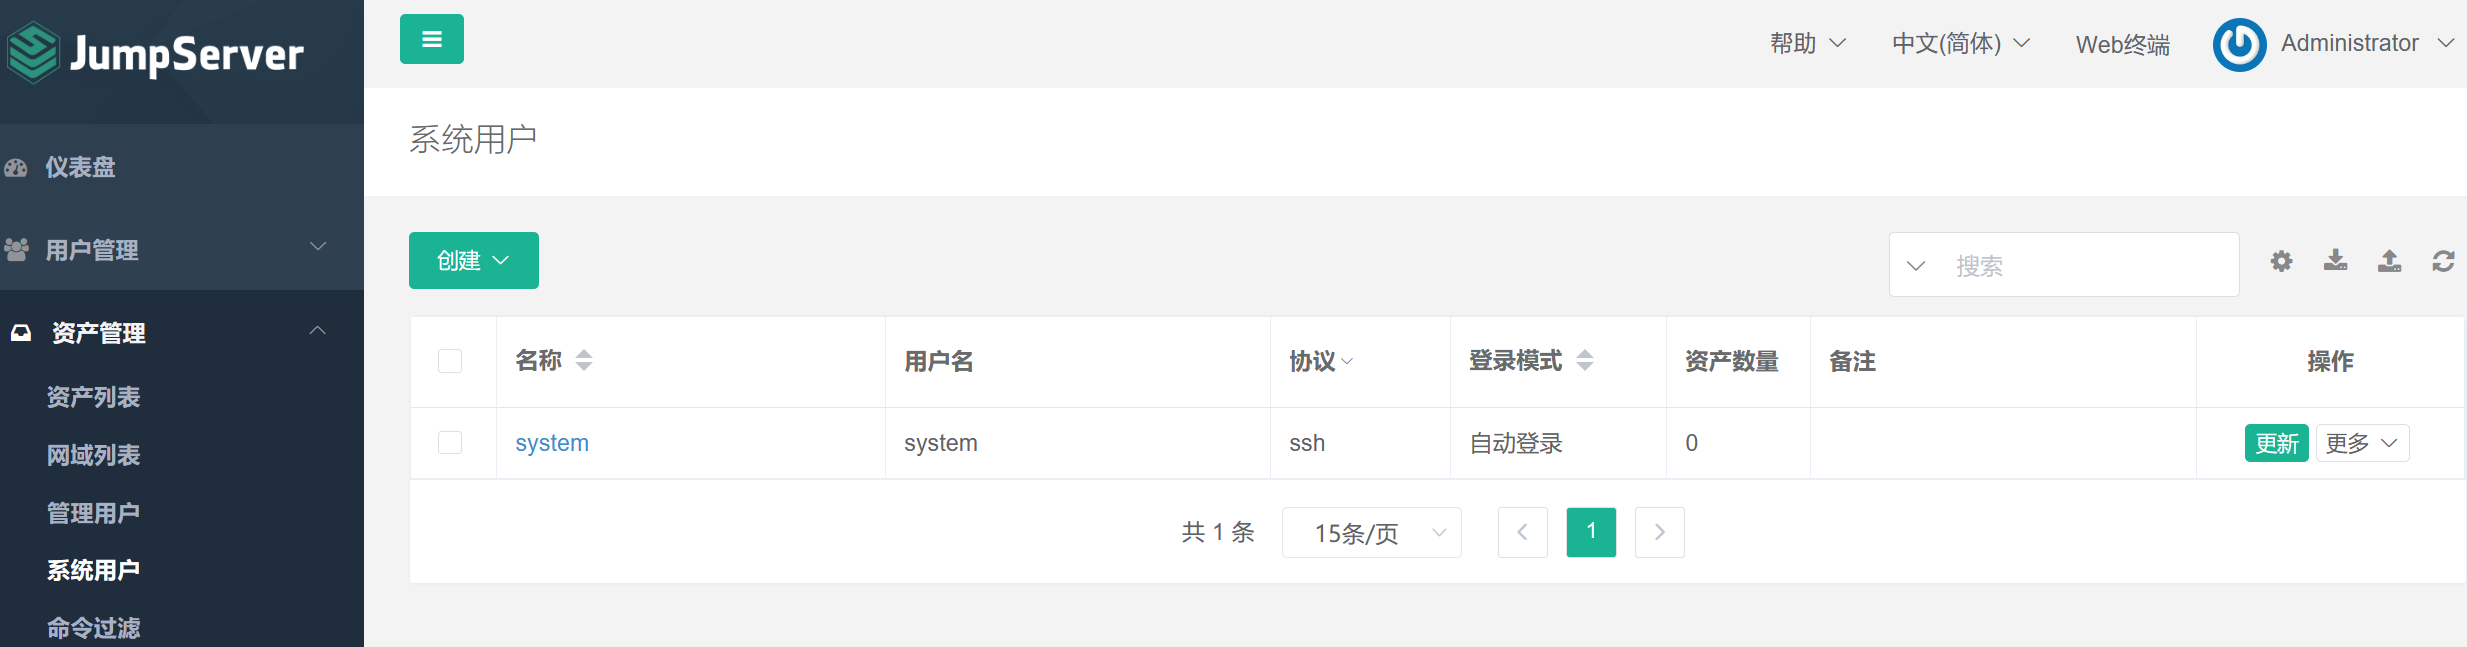 JumpServer
帮助 中文(简体) Web终端 Administrator
仪表盘
用户管理
资产管理
资产列表
网域列表
管理用户
系统用户
命令过滤
系统用户
创建
搜索
名称 用户名 协议 登录模式 资产数量 备注 操作
system system ssh 自动登录 0 更新 更多
共 1 条 15条/页 1